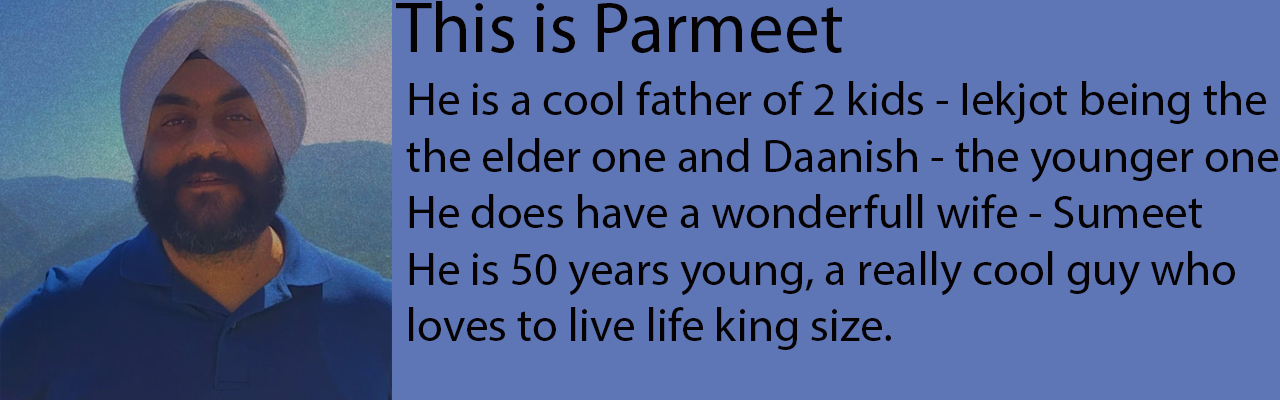 This is Parmeet
He is a cool father of 2 kids - Iekjot being the
the elder one and Daanish - the younger one
He does have a wonderfull wife - Sumeet
He is 50 years young, a really cool guy who
loves to live life king size.